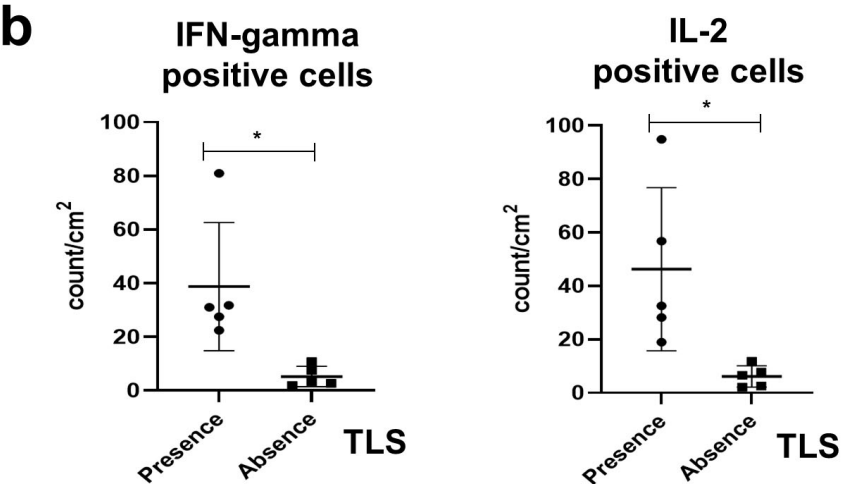 b
IFN-gamma
positive cells
100
80
60
40
20
0
count/cm²
*
Presence
Absence
TLS
IL-2
positive cells
100
80
60
40
20
0
count/cm²
*
Presence
Absence
TLS